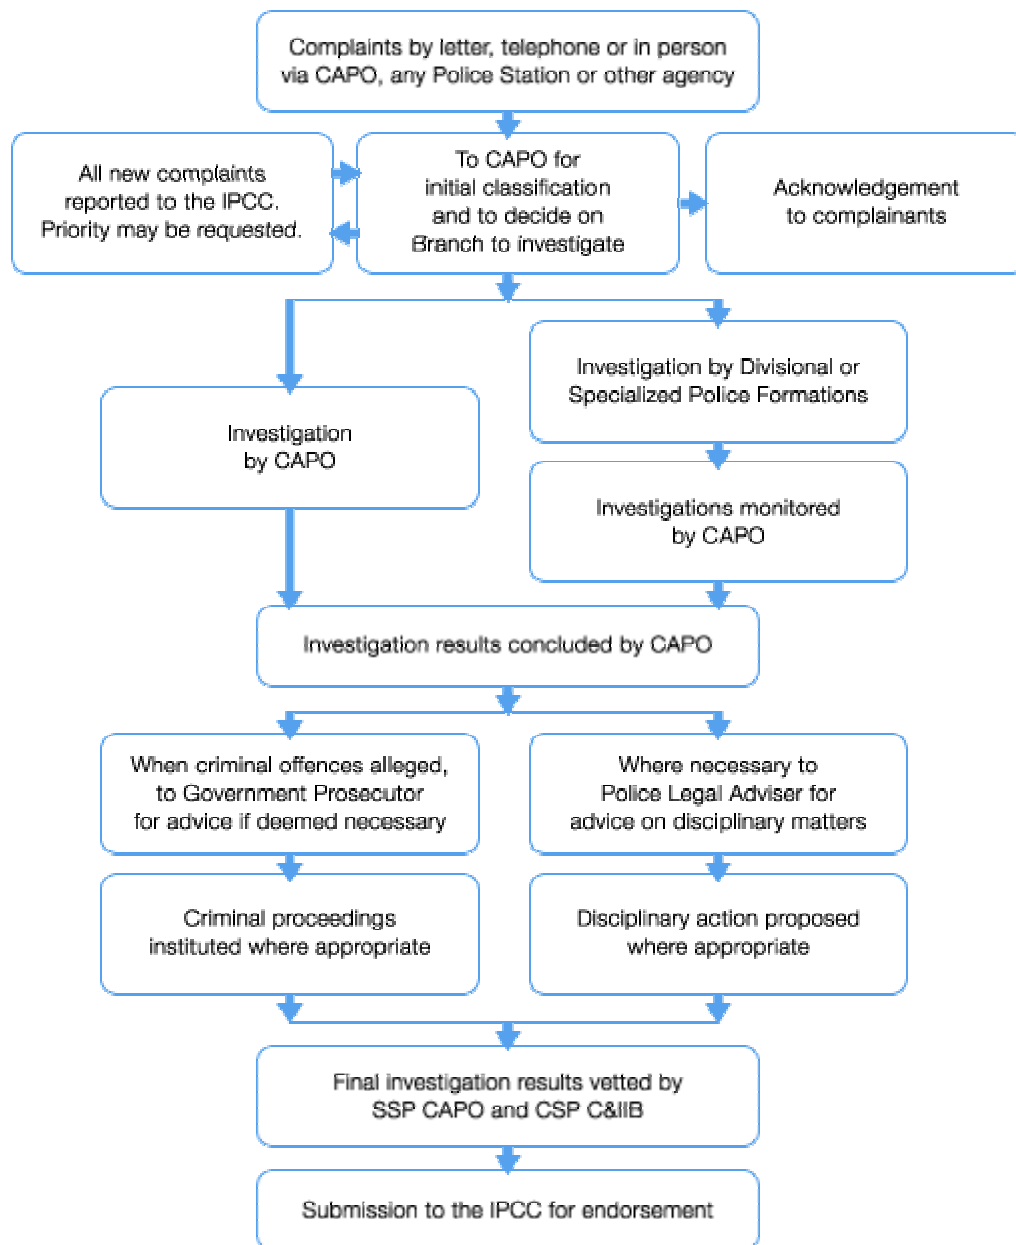 Complaints by letter, telephone or in person
via CAPO, any Police Station or other agency
All new complaints
reported to the IPCC.
Priority may be requested.
To CAPO for
initial classification
and to decide on
Branch to investigate
Acknowledgement
to complainants
Investigation
by CAPO
Investigation by Divisional or
Specialized Police Formations
Investigations monitored
by CAPO
Investigation results concluded by CAPO
When criminal offences alleged,
to Government Prosecutor
for advice if deemed necessary
Where necessary to
Police Legal Adviser for
advice on disciplinary matters
Criminal proceedings
instituted where appropriate
Disciplinary action proposed
where appropriate
Final investigation results vetted by
SSP CAPO and CSP C&IIB
Submission to the IPCC for endorsement